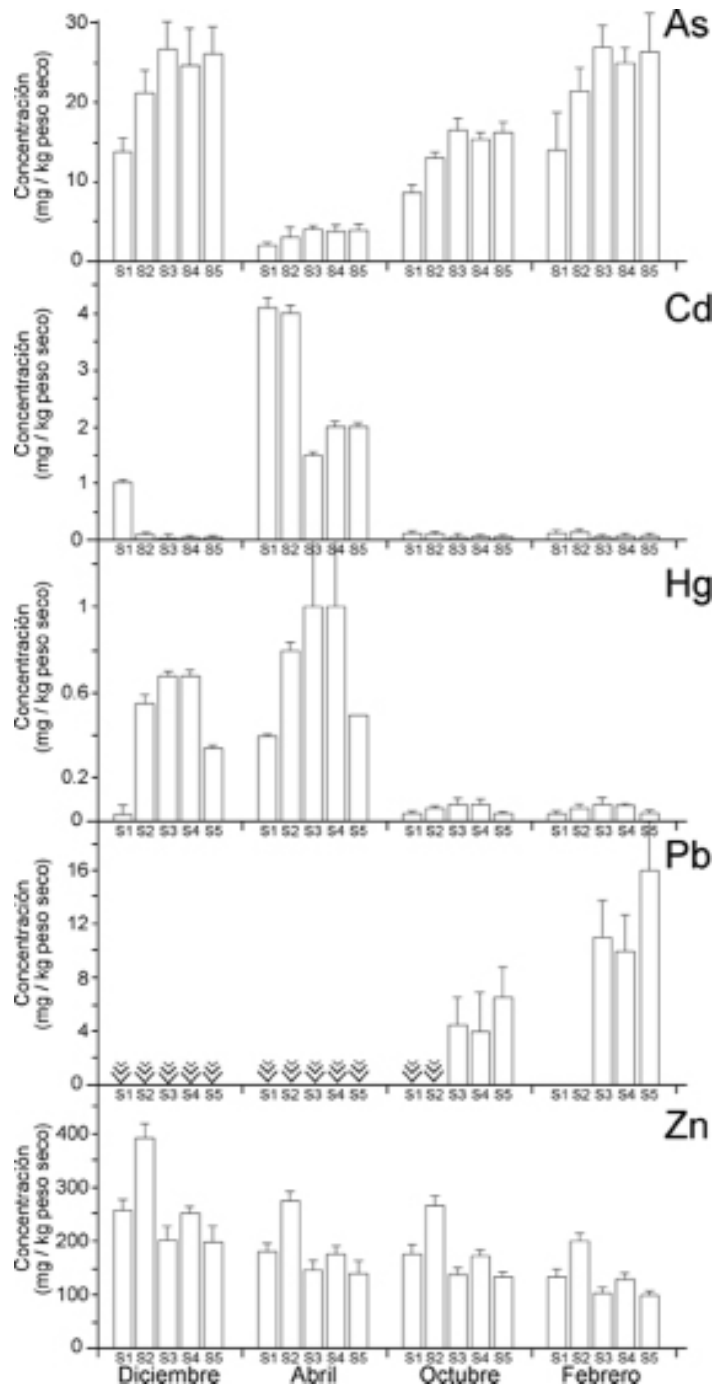 As
Concentración
(mg / kg peso seco)
30
20
10
0
S1 S2 S3 S4 S5 S1 S2 S3 S4 S5 S1 S2 S3 S4 S5 S1 S2 S3 S4 S5
Cd
Concentración
(mg / kg peso seco)
4
3
2
1
0
S1 S2 S3 S4 S5 S1 S2 S3 S4 S5 S1 S2 S3 S4 S5 S1 S2 S3 S4 S5
Hg
Concentración
(mg / kg peso seco)
1
0.6
0.2
0
S1 S2 S3 S4 S5 S1 S2 S3 S4 S5 S1 S2 S3 S4 S5 S1 S2 S3 S4 S5
Pb
Concentración
(mg / kg peso seco)
16
12
8
4
0
S1 S2 S3 S4 S5 S1 S2 S3 S4 S5 S1 S2 S3 S4 S5 S1 S2 S3 S4 S5
Zn
Concentración
(mg / kg peso seco)
400
300
200
100
0
S1 S2 S3 S4 S5 S1 S2 S3 S4 S5 S1 S2 S3 S4 S5 S1 S2 S3 S4 S5
Diciembre Abril Octubre Febrero